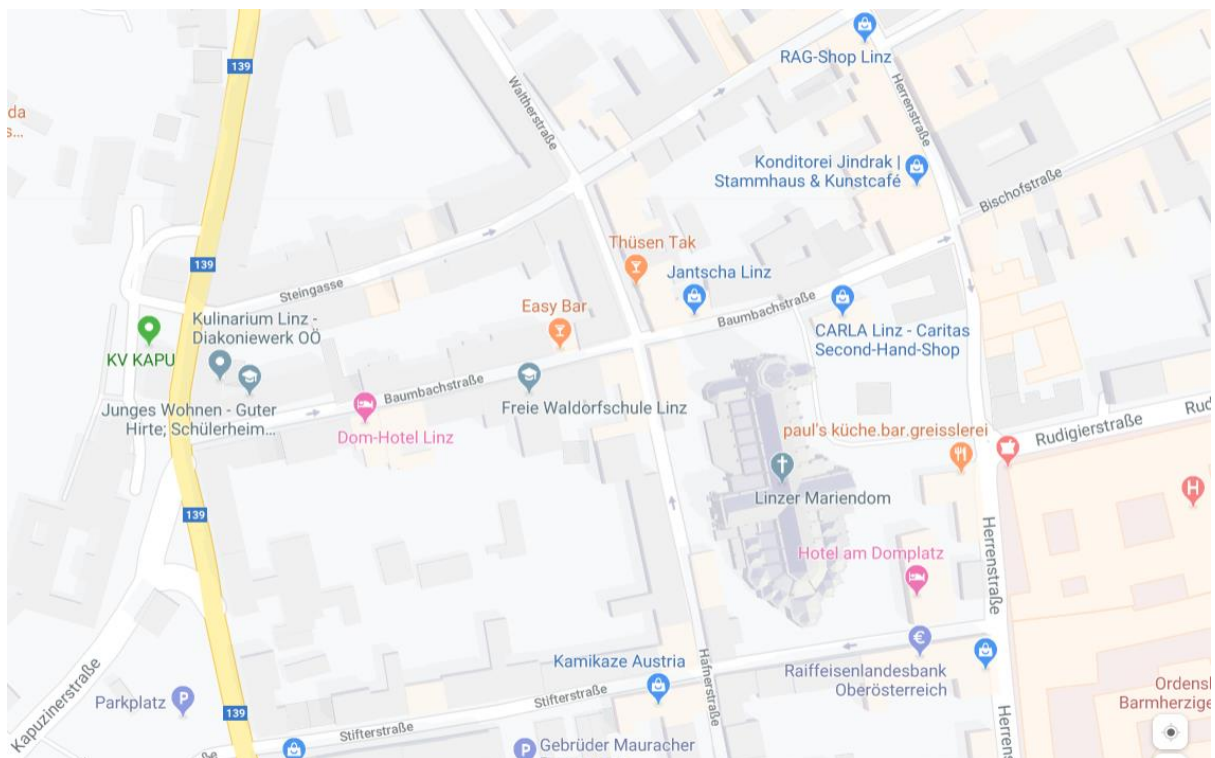 139
RAG-Shop Linz
Waltherstraße
Herrenstraße
da
s...
Konditorei Jindrak |
Stammhaus & Kunstcafé
Bischofstraße
Thüsen Tak
139
Jantscha Linz
Steingasse
Easy Bar
Baumbachstraße
Kulinarium Linz -
Diakoniewerk OÖ
CARLA Linz - Caritas
Second-Hand-Shop
KV KAPU
Baumbachstraße
Junges Wohnen - Guter
Hirte; Schülerheim...
Freie Waldorfschule Linz
Dom-Hotel Linz
paul's küche.bar.greisslerei
Rudigierstraße
Rud
H
Linzer Mariendom
139
Hotel am Domplatz
Herrenstraße
Kapuzinerstraße
Kamikaze Austria
Hafnerstraße
Raiffeisenlandesbank
Oberösterreich
Ordensk
Barmherzige
Parkplatz
P
Stifterstraße
139
Stifterstraße
Herren
P
Gebrüder Mauracher
ße